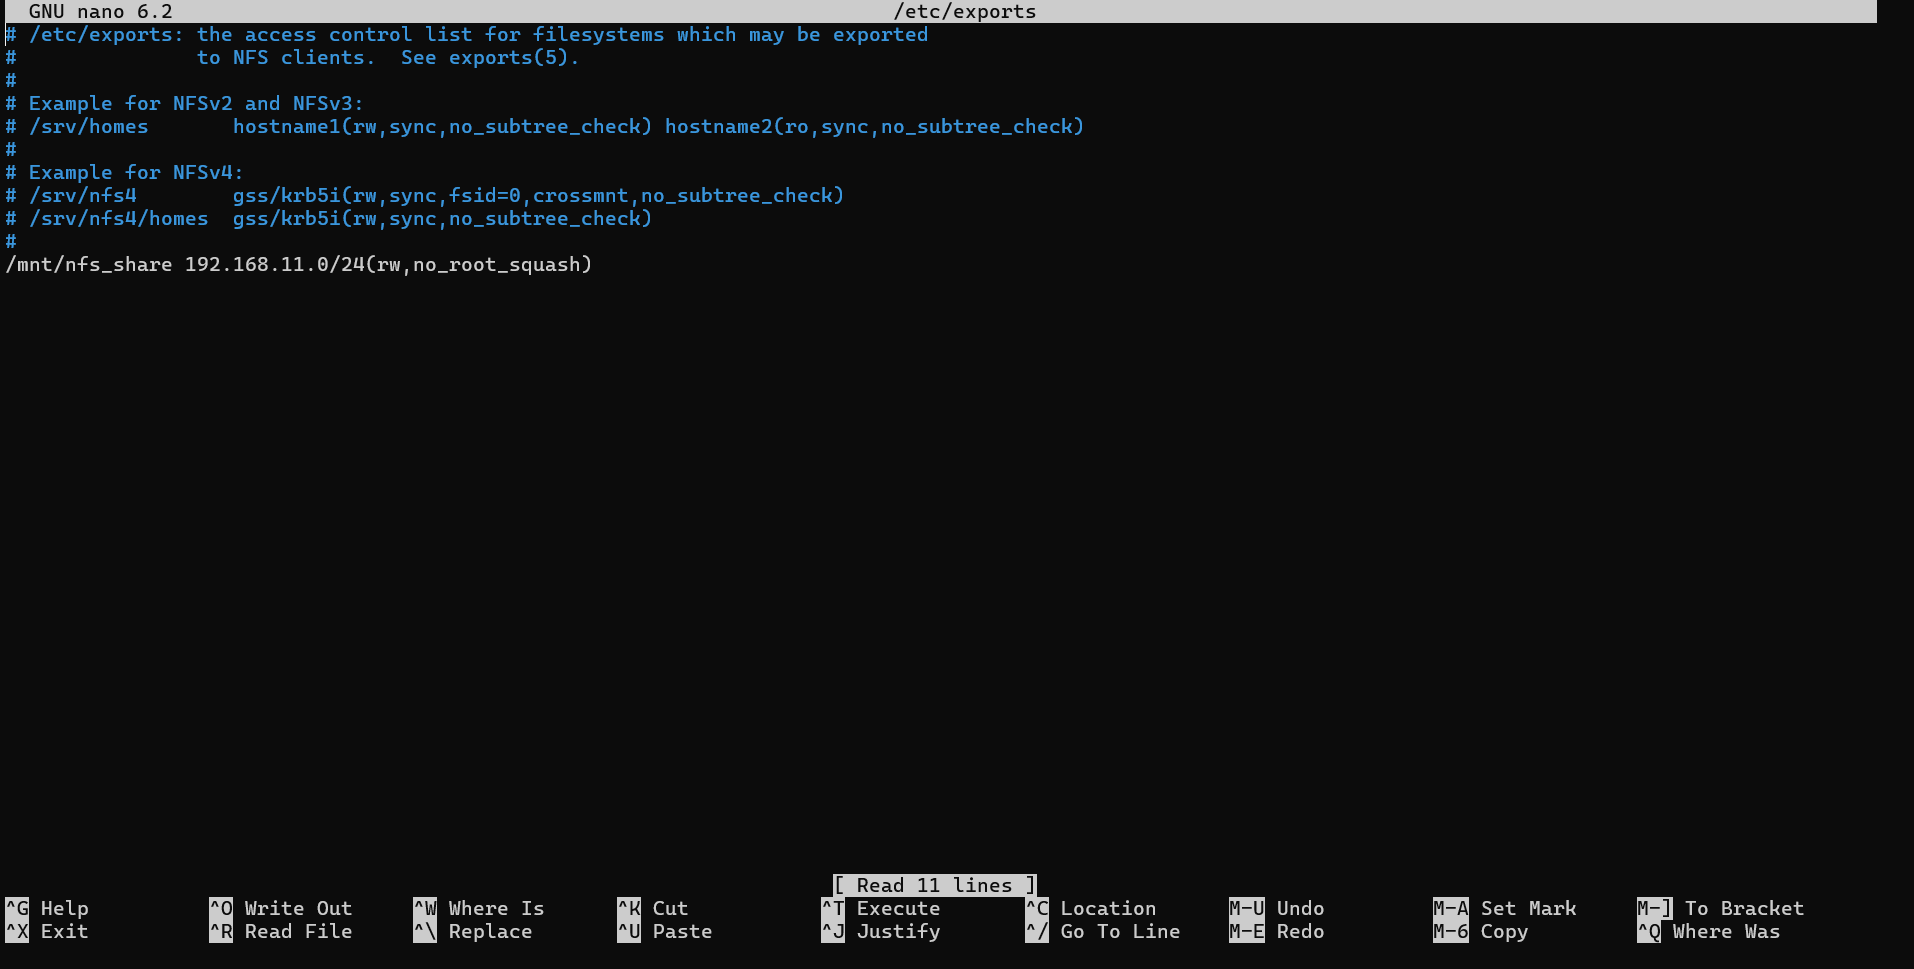 GNU nano 6.2 /etc/exports
# /etc/exports: the access control list for filesystems which may be exported
#               to NFS clients.  See exports(5).
#
# Example for NFSv2 and NFSv3:
# /srv/homes       hostname1(rw,sync,no_subtree_check) hostname2(ro,sync,no_subtree_check)
#
# Example for NFSv4:
# /srv/nfs4        gss/krb5i(rw,sync,fsid=0,crossmnt,no_subtree_check)
# /srv/nfs4/homes  gss/krb5i(rw,sync,no_subtree_check)
#
/mnt/nfs_share 192.168.11.0/24(rw,no_root_squash)
[ Read 11 lines ]
^G Help ^O Write Out ^W Where Is ^K Cut ^T Execute ^C Location M-U Undo M-A Set Mark M-] To Bracket
^X Exit ^R Read File ^\ Replace ^U Paste ^J Justify ^/ Go To Line M-E Redo M-6 Copy ^Q Where Was